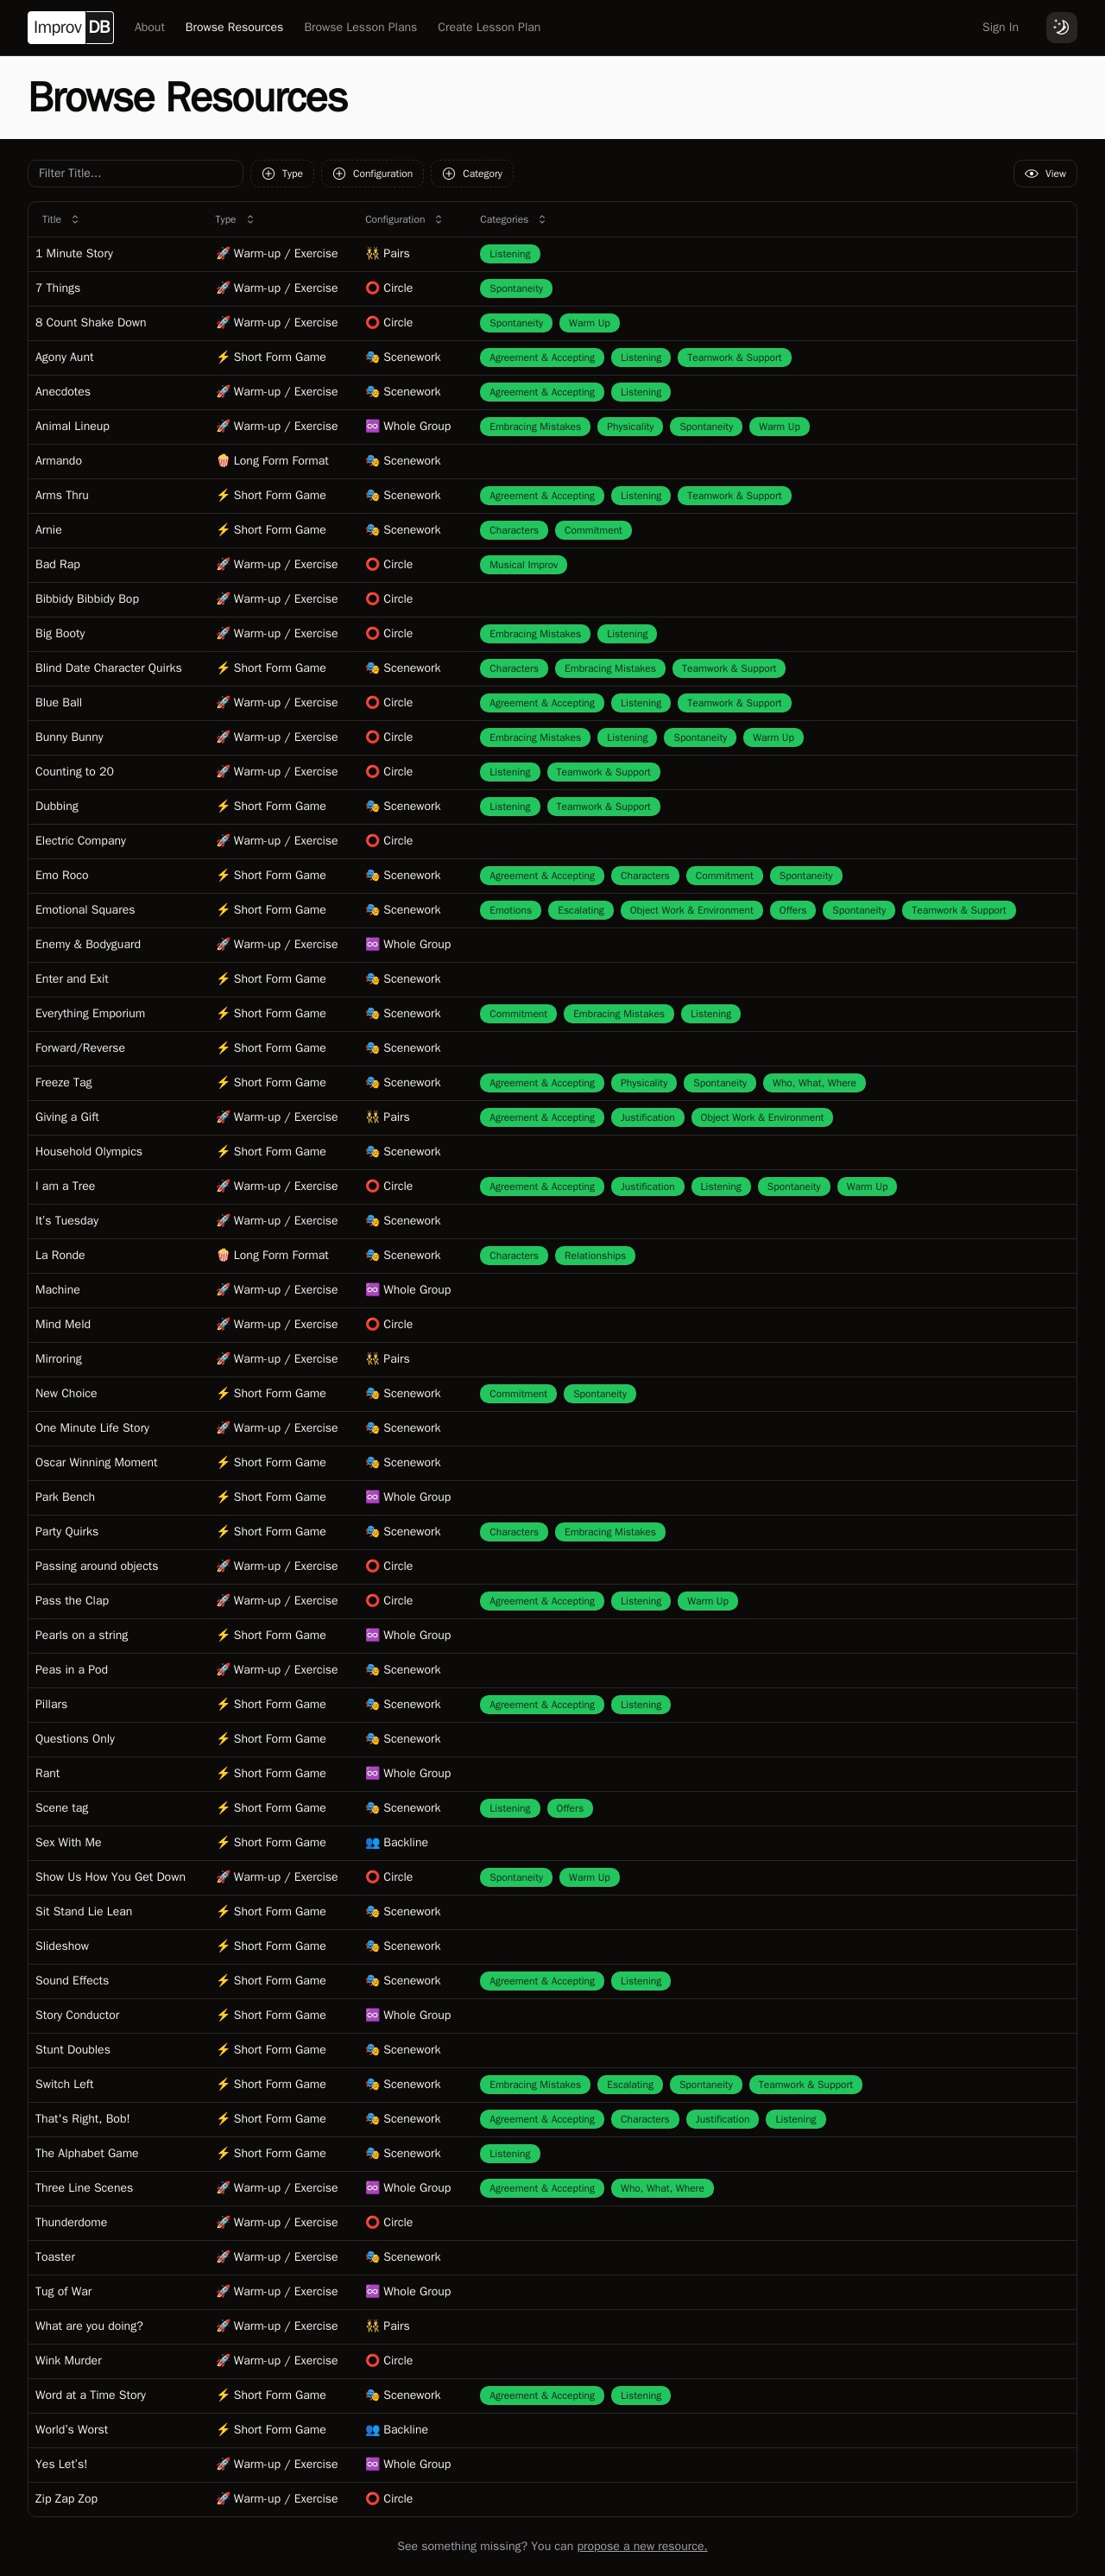 Improv DB About Browse Resources Browse Lesson Plans Create Lesson Plan Sign In
Browse Resources
Filter Title... Type Configuration Category View
Title Type Configuration Categories
1 Minute Story Warm-up / Exercise Pairs Listening
7 Things Warm-up / Exercise Circle Spontaneity
8 Count Shake Down Warm-up / Exercise Circle Spontaneity Warm Up
Agony Aunt Short Form Game Scenework Agreement & Accepting Listening Teamwork & Support
Anecdotes Warm-up / Exercise Scenework Agreement & Accepting Listening
Animal Lineup Warm-up / Exercise Whole Group Embracing Mistakes Physicality Spontaneity Warm Up
Armando Long Form Format Scenework
Arms Thru Short Form Game Scenework Agreement & Accepting Listening Teamwork & Support
Arnie Short Form Game Scenework Characters Commitment
Bad Rap Warm-up / Exercise Circle Musical Improv
Bibbidy Bibbidy Bop Warm-up / Exercise Circle
Big Booty Warm-up / Exercise Circle Embracing Mistakes Listening
Blind Date Character Quirks Short Form Game Scenework Characters Embracing Mistakes Teamwork & Support
Blue Ball Warm-up / Exercise Circle Agreement & Accepting Listening Teamwork & Support
Bunny Bunny Warm-up / Exercise Circle Embracing Mistakes Listening Spontaneity Warm Up
Counting to 20 Warm-up / Exercise Circle Listening Teamwork & Support
Dubbing Short Form Game Scenework Listening Teamwork & Support
Electric Company Warm-up / Exercise Circle
Emo Roco Short Form Game Scenework Agreement & Accepting Characters Commitment Spontaneity
Emotional Squares Short Form Game Scenework Emotions Escalating Object Work & Environment Offers Spontaneity Teamwork & Support
Enemy & Bodyguard Warm-up / Exercise Whole Group
Enter and Exit Short Form Game Scenework
Everything Emporium Short Form Game Scenework Commitment Embracing Mistakes Listening
Forward/Reverse Short Form Game Scenework
Freeze Tag Short Form Game Scenework Agreement & Accepting Physicality Spontaneity Who, What, Where
Giving a Gift Warm-up / Exercise Pairs Agreement & Accepting Justification Object Work & Environment
Household Olympics Short Form Game Scenework
I am a Tree Warm-up / Exercise Circle Agreement & Accepting Justification Listening Spontaneity Warm Up
It's Tuesday Warm-up / Exercise Scenework
La Ronde Long Form Format Scenework Characters Relationships
Machine Warm-up / Exercise Whole Group
Mind Meld Warm-up / Exercise Circle
Mirroring Warm-up / Exercise Pairs
New Choice Short Form Game Scenework Commitment Spontaneity
One Minute Life Story Warm-up / Exercise Scenework
Oscar Winning Moment Short Form Game Scenework
Park Bench Short Form Game Whole Group
Party Quirks Short Form Game Scenework Characters Embracing Mistakes
Passing around objects Warm-up / Exercise Circle
Pass the Clap Warm-up / Exercise Circle Agreement & Accepting Listening Warm Up
Pearls on a string Short Form Game Whole Group
Peas in a Pod Warm-up / Exercise Scenework
Pillars Short Form Game Scenework Agreement & Accepting Listening
Questions Only Short Form Game Scenework
Rant Short Form Game Whole Group
Scene tag Short Form Game Scenework Listening Offers
Sex With Me Short Form Game Backline
Show Us How You Get Down Warm-up / Exercise Circle Spontaneity Warm Up
Sit Stand Lie Lean Short Form Game Scenework
Slideshow Short Form Game Scenework
Sound Effects Short Form Game Scenework Agreement & Accepting Listening
Story Conductor Short Form Game Whole Group
Stunt Doubles Short Form Game Scenework
Switch Left Short Form Game Scenework Embracing Mistakes Escalating Spontaneity Teamwork & Support
That's Right, Bob! Short Form Game Scenework Agreement & Accepting Characters Justification Listening
The Alphabet Game Short Form Game Scenework Listening
Three Line Scenes Warm-up / Exercise Whole Group Agreement & Accepting Who, What, Where
Thunderdome Warm-up / Exercise Circle
Toaster Warm-up / Exercise Scenework
Tug of War Warm-up / Exercise Whole Group
What are you doing? Warm-up / Exercise Pairs
Wink Murder Warm-up / Exercise Circle
Word at a Time Story Short Form Game Scenework Agreement & Accepting Listening
World's Worst Short Form Game Backline
Yes Let's! Warm-up / Exercise Whole Group
Zip Zap Zop Warm-up / Exercise Circle
See something missing? You can propose a new resource.